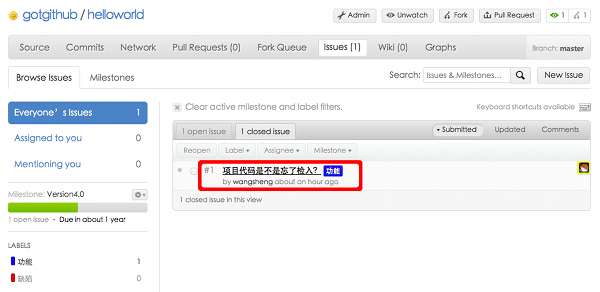 gotgithub / helloworld
Admin Unwatch Fork Pull Request 1 1
Source Commits Network Pull Requests (0) Fork Queue Issues (1) Wiki (0) Graphs Branch: master
Browse Issues Milestones Search: Issues & Milestones... New Issue
Everyone's Issues 1
Assigned to you 0
Mentioning you 0
Milestone: Version4.0
1 open issue · Due in about 1 year
LABELS
功能 1
缺陷 0
Clear active milestone and label filters. Keyboard shortcuts available
1 open issue 1 closed issue Submitted Updated Comments
Reopen Label Assignee Milestone
#1 项目代码是不是忘了检入? 功能
by wangsheng about an hour ago
1 closed issue in this view